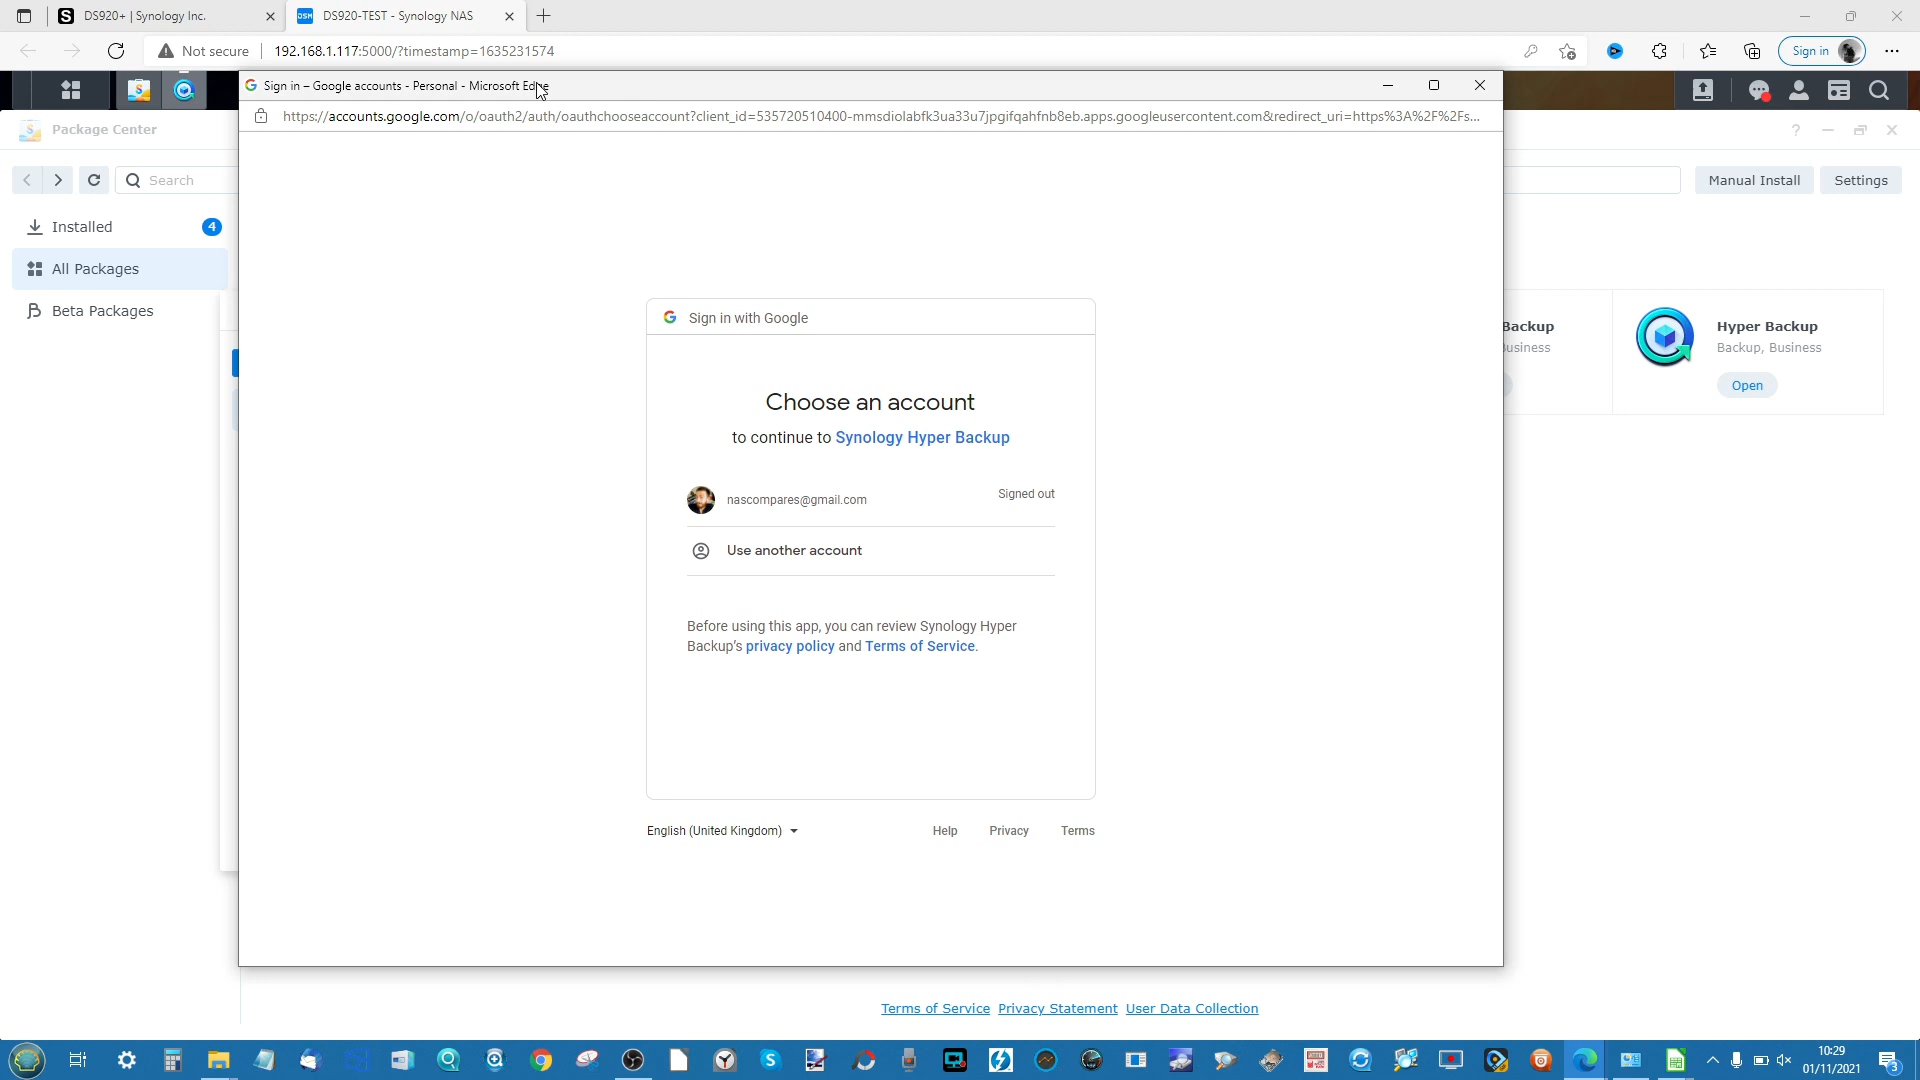 DS920+ | Synology Inc.
DS920-TEST - Synology NAS
Not secure
192.168.1.117:5000/?timestamp=1635231574
Sign in
Sign in – Google accounts - Personal - Microsoft Edge
https://accounts.google.com/o/oauth2/auth/oauthchooseaccount?client_id=535720510400-mmsdiolabfk3ua33u7jpgifqahfnb8eb.apps.googleusercontent.com&redirect_uri=https%3A%2F%2Fs...
Package Center
Search
Manual Install
Settings
Installed
4
All Packages
Beta Packages
Backup
Business
Hyper Backup
Backup, Business
Open
Sign in with Google
Choose an account
to continue to Synology Hyper Backup
nascompares@gmail.com
Signed out
Use another account
Before using this app, you can review Synology Hyper
Backup's privacy policy and Terms of Service.
English (United Kingdom)
Help
Privacy
Terms
Terms of Service
Privacy Statement
User Data Collection
10:29
01/11/2021
3